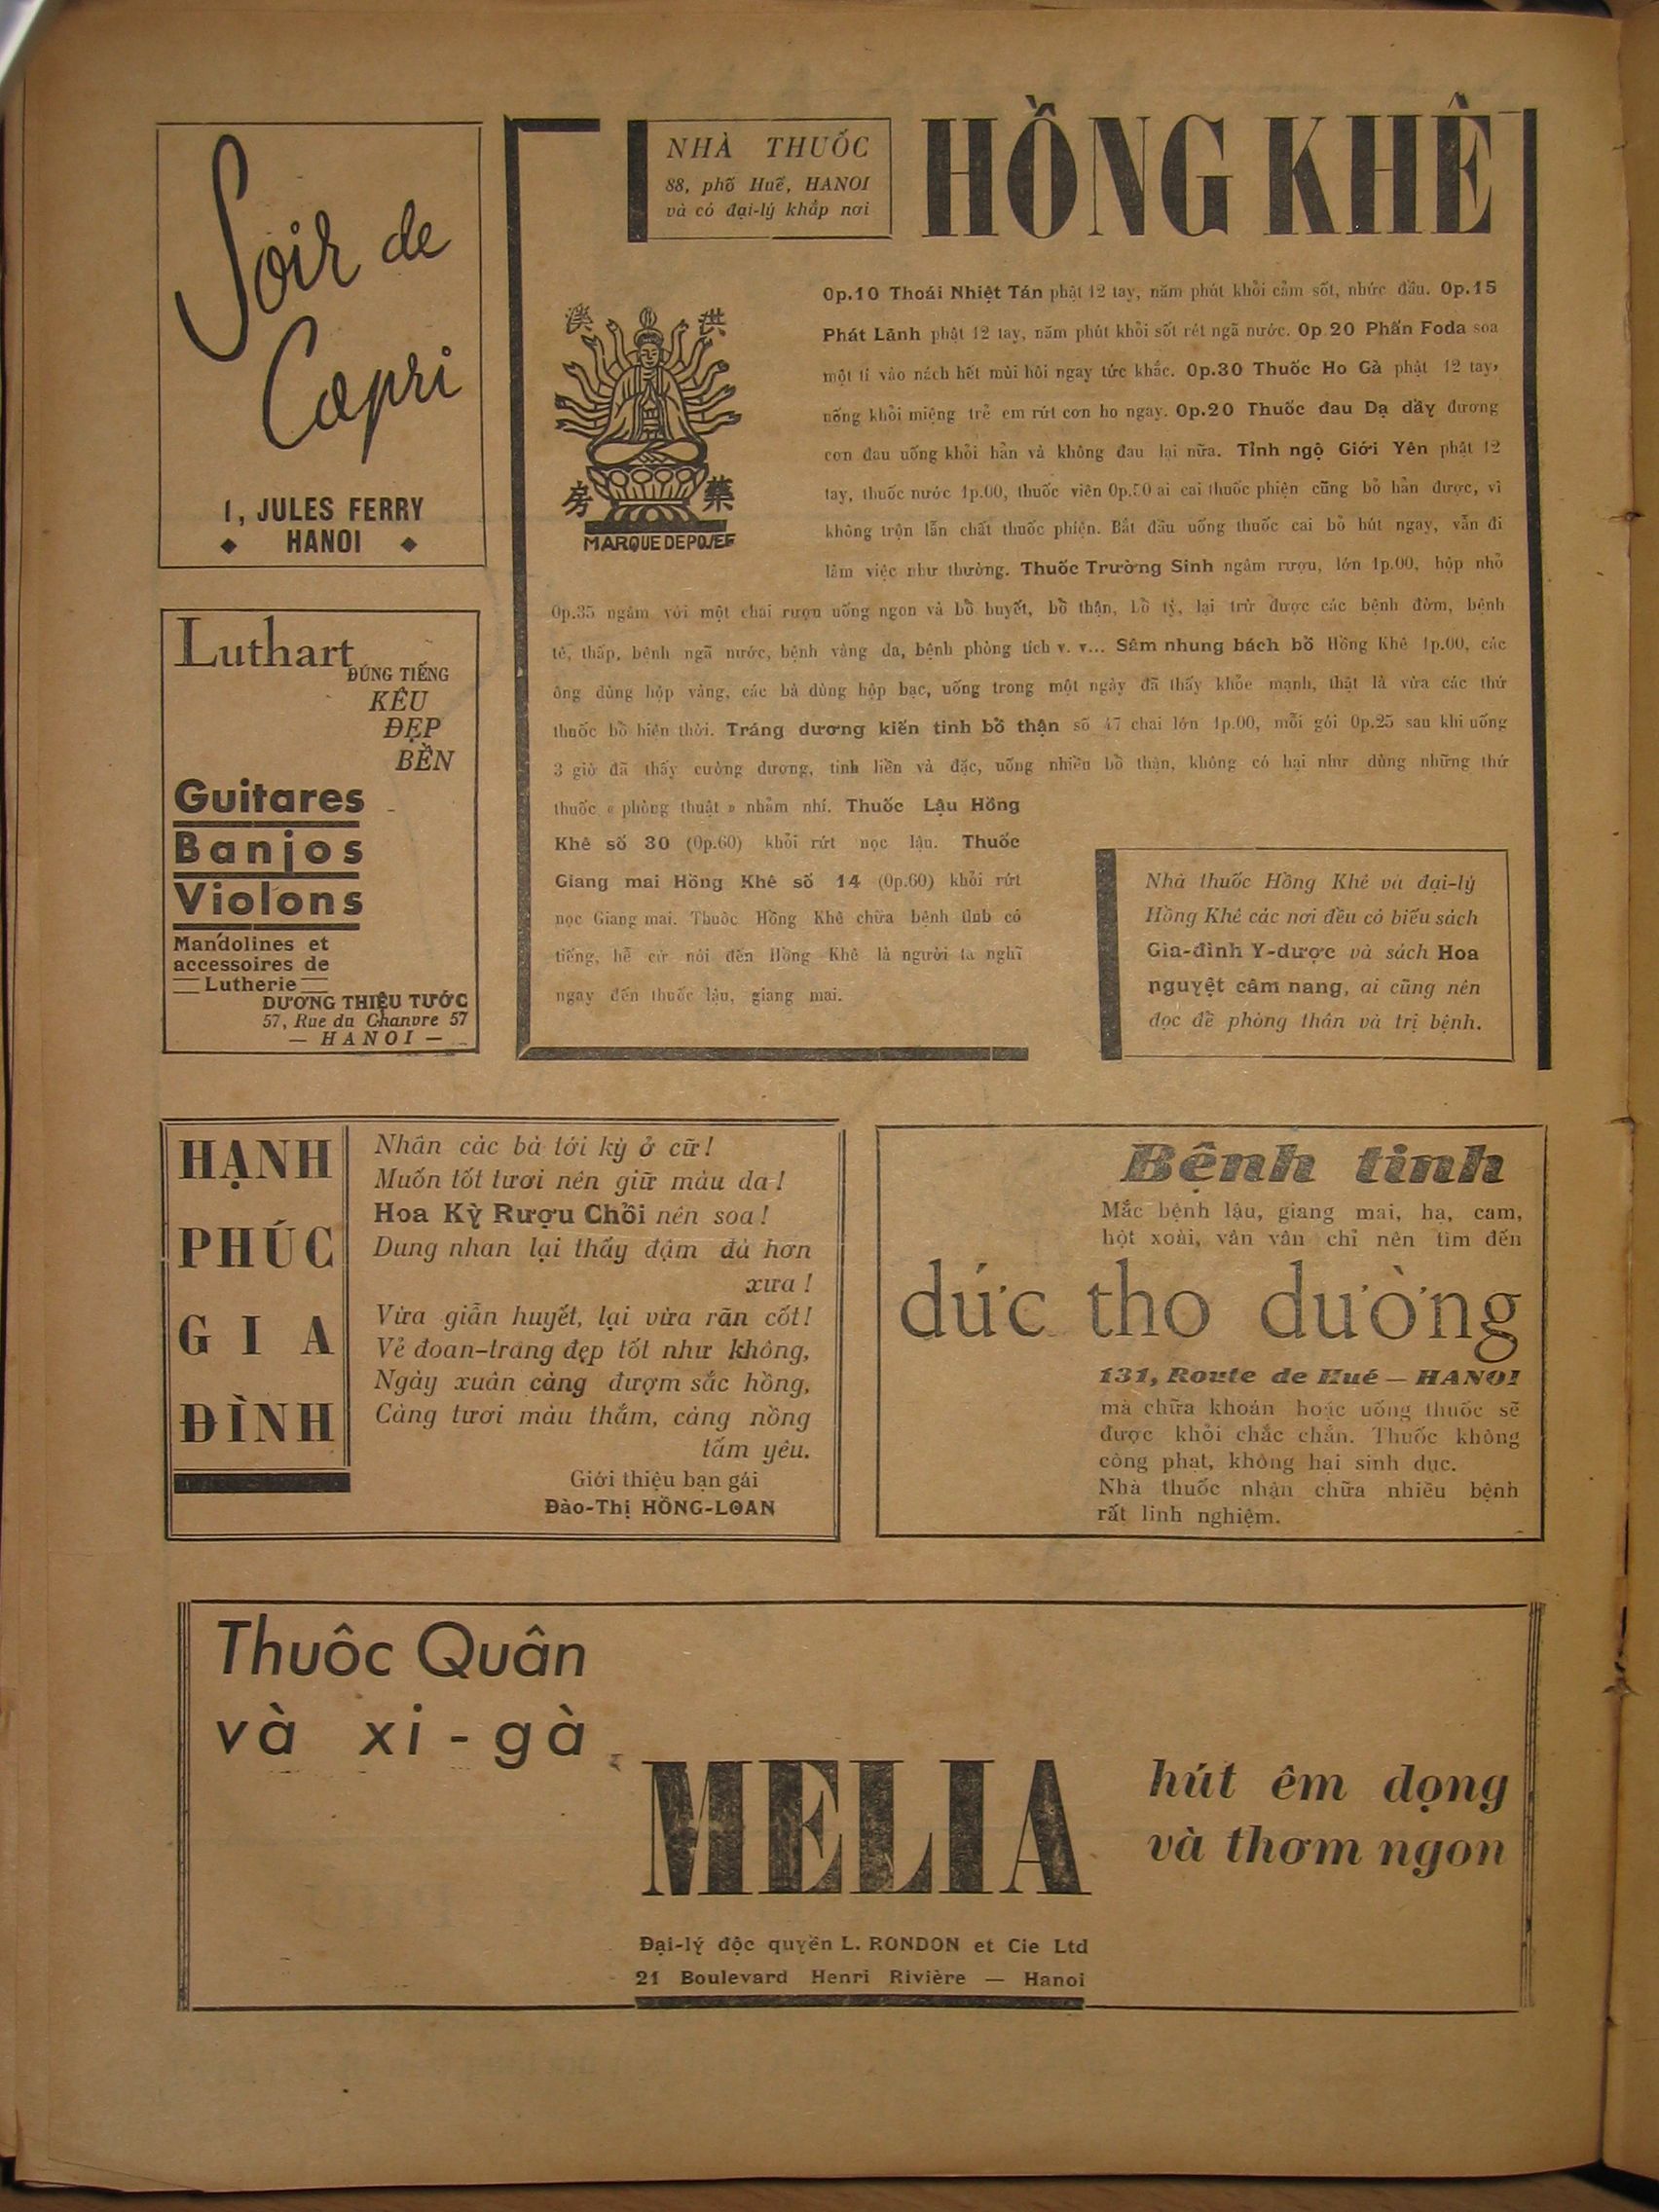 Soir de
Capri
1, JULES FERRY
HANOI
NHÀ THUỐC
88, phố Huế, HANOI
và có đại-lý khắp nơi
HỒNG KHÊ
洪 溪
藥 房
MARQUE DEPOSEE
0p.10 Thoái Nhiệt Tán phật 12 tay, năm phút khỏi cảm sốt, nhức đầu. 0p.15
Phát Lãnh phật 12 tay, năm phút khỏi sốt rét ngã nước. 0p.20 Phấn Foda soa
một tí vào nách hết mùi hôi ngay tức khắc. 0p.30 Thuốc Ho Gà phật 12 tay,
uống khỏi miệng trẻ em rứt cơn ho ngay. 0p.20 Thuốc đau Dạ dầy đương
cơn đau uống khỏi hẳn và không đau lại nữa. Tỉnh ngộ Giới Yên phật 12
tay, thuốc nước 1p.00, thuốc viên 0p.50 ai cai thuốc phiện cũng bỏ hẳn được, vì
không trộn lẫn chất thuốc phiện. Bắt đầu uống thuốc cai bỏ hút ngay, vẫn đi
làm việc như thường. Thuốc Trường Sinh ngâm rượu, lớn 1p.00, hộp nhỏ
0p.35 ngâm với một chai rượu uống ngon và bổ huyết, bổ thận, bổ tỳ, lại trừ được các bệnh đờm, bệnh
tê, thấp, bệnh ngã nước, bệnh vàng da, bệnh phòng tích v. v... Sâm nhung bách bổ Hồng Khê 1p.00, các
ông dùng hộp vàng, các bà dùng hộp bạc, uống trong một ngày đã thấy khỏe mạnh, thật là vừa các thứ
thuốc bổ hiện thời. Tráng dương kiến tinh bổ thận số 47 chai lớn 1p.00, mỗi gói 0p.25 sau khi uống
3 giờ đã thấy cường dương, tinh liền và đặc, uống nhiều bổ thận, không có hại như dùng những thứ
thuốc « phòng thuật » nhảm nhí. Thuốc Lậu Hồng
Khê số 30 (0p.60) khỏi rứt nọc lậu. Thuốc
Giang mai Hồng Khê số 14 (0p.60) khỏi rứt
nọc Giang mai. Thuốc Hồng Khê chữa bệnh tình có
tiếng, hễ cứ nói đến Hồng Khê là người ta nghĩ
ngay đến thuốc lậu, giang mai.
Nhà thuốc Hồng Khê và đại-lý
Hồng Khê các nơi đều có biếu sách
Gia-đình Y-dược và sách Hoa
nguyệt cẩm nang, ai cũng nên
đọc để phòng thân và trị bệnh.
Luthart
ĐÚNG TIẾNG
KÊU
ĐẸP
BỀN
Guitares
Banjos
Violons
Mandolines et
accessoires de
Lutherie
DƯƠNG THIỆU TƯỚC
57, Rue du Chanvre 57
— HANOI —
HẠNH
PHÚC
GIA
ĐÌNH
Nhân các bà tới kỳ ở cữ !
Muốn tốt tươi nên giữ màu da !
Hoa Kỳ Rượu Chổi nên soa !
Dung nhan lại thấy đậm đà hơn
xưa !
Vừa giãn huyết, lại vừa rãn cốt !
Vẻ đoan-trang đẹp tốt như không,
Ngày xuân càng đượm sắc hồng,
Càng tươi màu thắm, càng nồng
tấm yêu.
Giới thiệu bạn gái
Đào-Thị HỒNG-LOAN
Bệnh tình
Mắc bệnh lậu, giang mai, hạ, cam,
hột xoài, vân vân chỉ nên tìm đến
đức thọ đường
131, Route de Hué — HANOI
mà chữa khoán hoặc uống thuốc sẽ
được khỏi chắc chắn. Thuốc không
công phạt, không hại sinh dục.
Nhà thuốc nhận chữa nhiều bệnh
rất linh nghiệm.
Thuôc Quân
và xi-gà
MELIA
hút êm dọng
và thơm ngon
Đại-lý độc quyền L. RONDON et Cie Ltd
21 Boulevard Henri Rivière — Hanoi